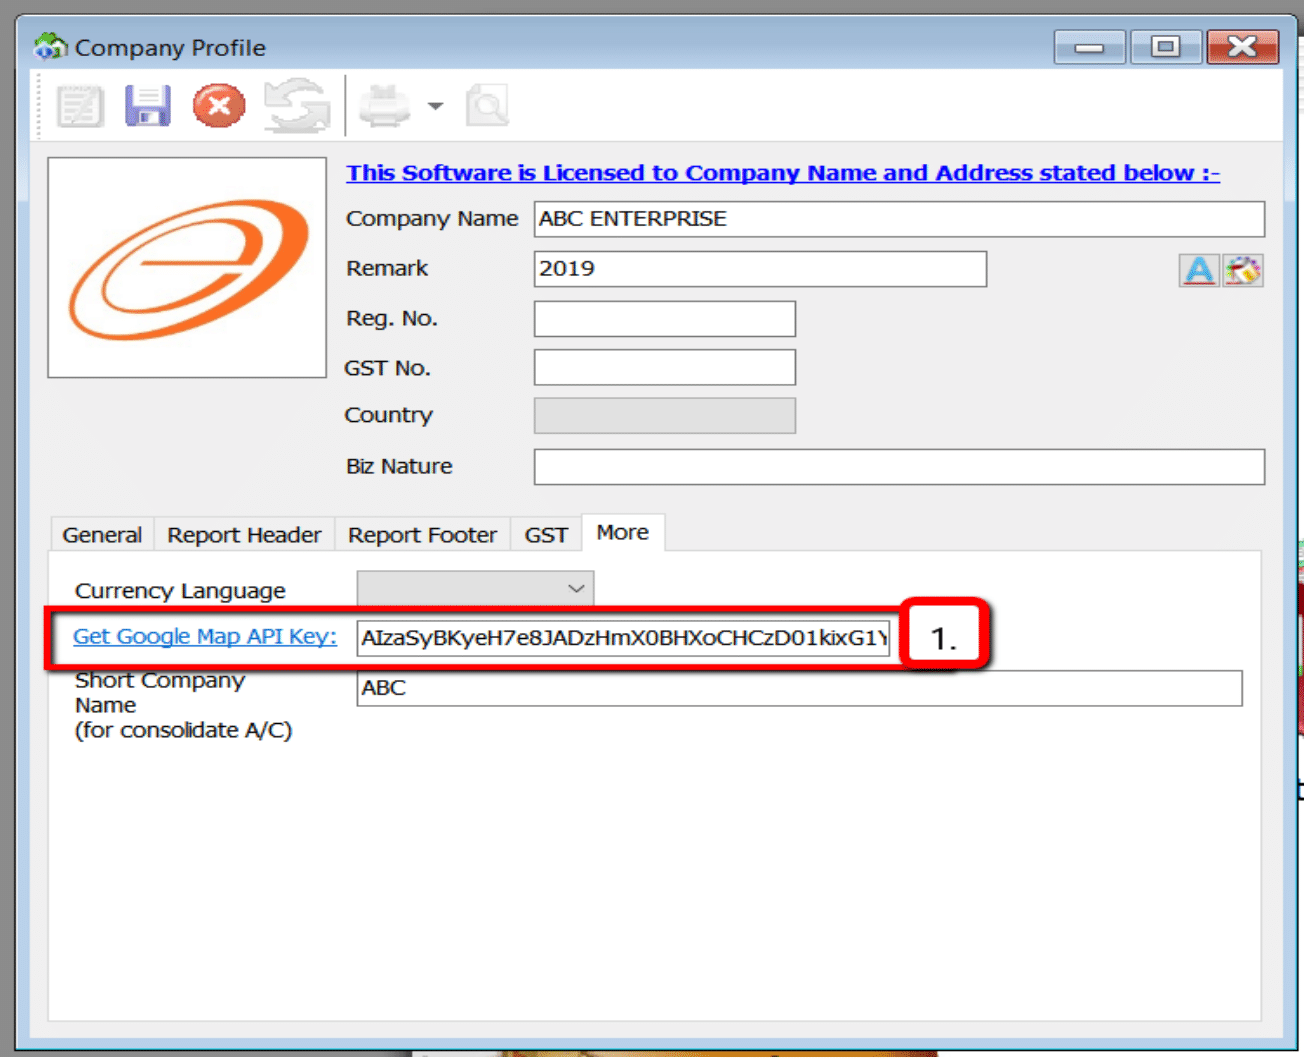 Company Profile
This Software is Licensed to Company Name and Address stated below :-
Company Name ABC ENTERPRISE
Remark 2019
A
Reg. No.
GST No.
Country
Biz Nature
General Report Header Report Footer GST More
Currency Language
Get Google Map API Key: AIzaSyBKyeH7e8JADzHmX0BHXoCHCzD01kixG1Y
1.
Short Company ABC
Name
(for consolidate A/C)